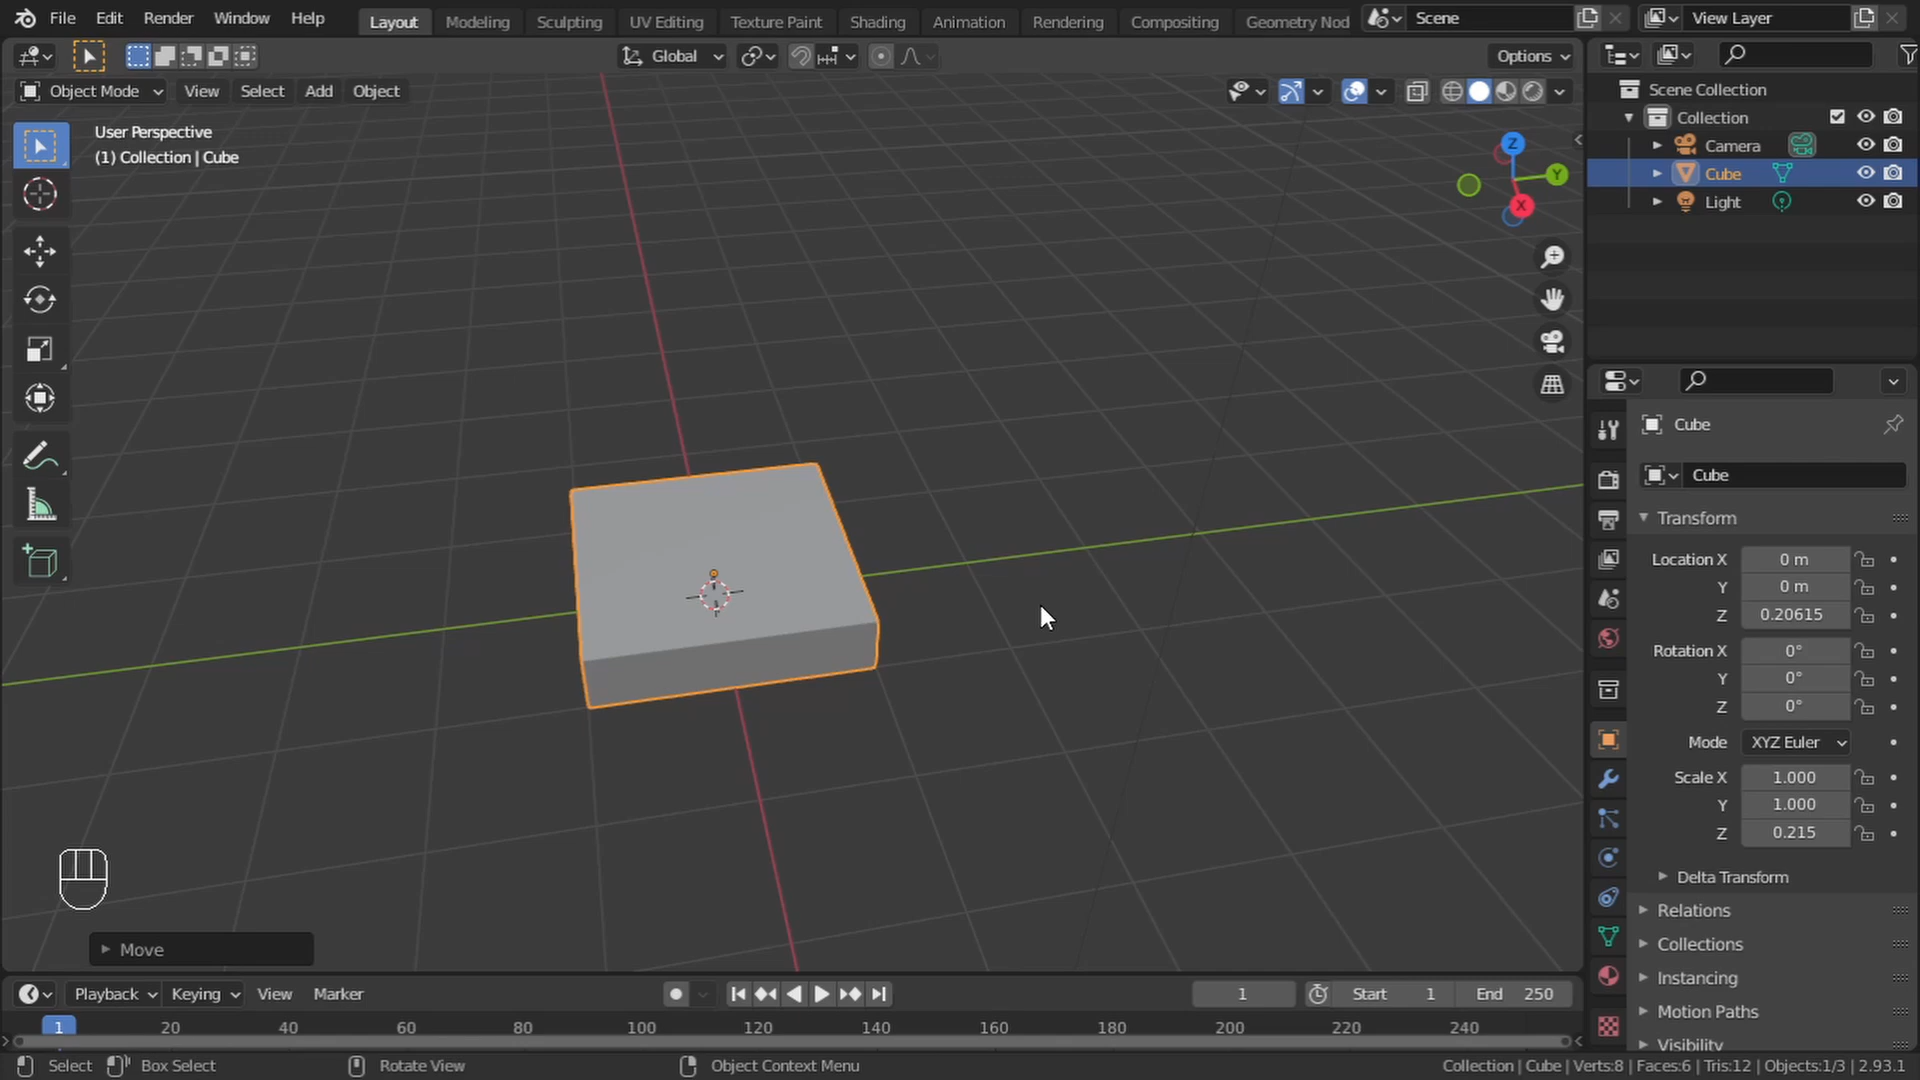 File Edit Render Window Help Layout Modeling Sculpting UV Editing Texture Paint Shading Animation Rendering Compositing Geometry Nod Scene View Layer
Global Options
Object Mode View Select Add Object
User Perspective
(1) Collection | Cube
Z
Y
X
Move
Scene Collection
Collection
Camera
Cube
Light
Cube
Cube
Transform
Location X 0 m
Y 0 m
Z 0.20615
Rotation X 0°
Y 0°
Z 0°
Mode XYZ Euler
Scale X 1.000
Y 1.000
Z 0.215
Delta Transform
Relations
Collections
Instancing
Motion Paths
Visibility
Playback Keying View Marker 1 Start 1 End 250
1 20 40 60 80 100 120 140 160 180 200 220 240
Select Box Select Rotate View Object Context Menu Collection | Cube | Verts:8 | Faces:6 | Tris:12 | Objects:1/3 | 2.93.1